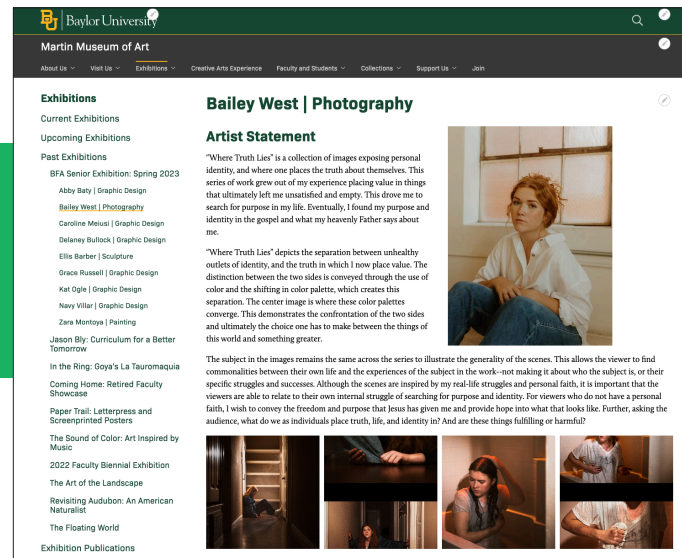 Baylor University
Martin Museum of Art
About Us Visit Us Exhibitions Creative Arts Experience Faculty and Students Collections Support Us Join
Exhibitions
Current Exhibitions
Upcoming Exhibitions
Past Exhibitions
BFA Senior Exhibition: Spring 2023
Abby Baty | Graphic Design
Bailey West | Photography
Caroline Meiusi | Graphic Design
Delaney Bullock | Graphic Design
Ellis Barber | Sculpture
Grace Russell | Graphic Design
Kat Ogle | Graphic Design
Navy Villar | Graphic Design
Zara Montoya | Painting
Jason Bly: Curriculum for a Better
Tomorrow
In the Ring: Goya's La Tauromaquia
Coming Home: Retired Faculty
Showcase
Paper Trail: Letterpress and
Screenprinted Posters
The Sound of Color: Art Inspired by
Music
2022 Faculty Biennial Exhibition
The Art of the Landscape
Revisiting Audubon: An American
Naturalist
The Floating World
Exhibition Publications
Bailey West | Photography
Artist Statement
"Where Truth Lies" is a collection of images exposing personal
identity, and where one places the truth about themselves. This
series of work grew out of my experience placing value in things
that ultimately left me unsatisfied and empty. This drove me to
search for purpose in my life. Eventually, I found my purpose and
identity in the gospel and what my heavenly Father says about
me.
"Where Truth Lies" depicts the separation between unhealthy
outlets of identity, and the truth in which I now place value. The
distinction between the two sides is conveyed through the use of
color and the shifting in color palette, which creates this
separation. The center image is where these color palettes
converge. This demonstrates the confrontation of the two sides
and ultimately the choice one has to make between the things of
this world and something greater.
The subject in the images remains the same across the series to illustrate the generality of the scenes. This allows the viewer to find
commonalities between their own life and the experiences of the subject in the work--not making it about who the subject is, or their
specific struggles and successes. Although the scenes are inspired by my real-life struggles and personal faith, it is important that the
viewers are able to relate to their own internal struggle of searching for purpose and identity. For viewers who do not have a personal
faith, I wish to convey the freedom and purpose that Jesus has given me and provide hope into what that looks like. Further, asking the
audience, what do we as individuals place truth, life, and identity in? And are these things fulfilling or harmful?